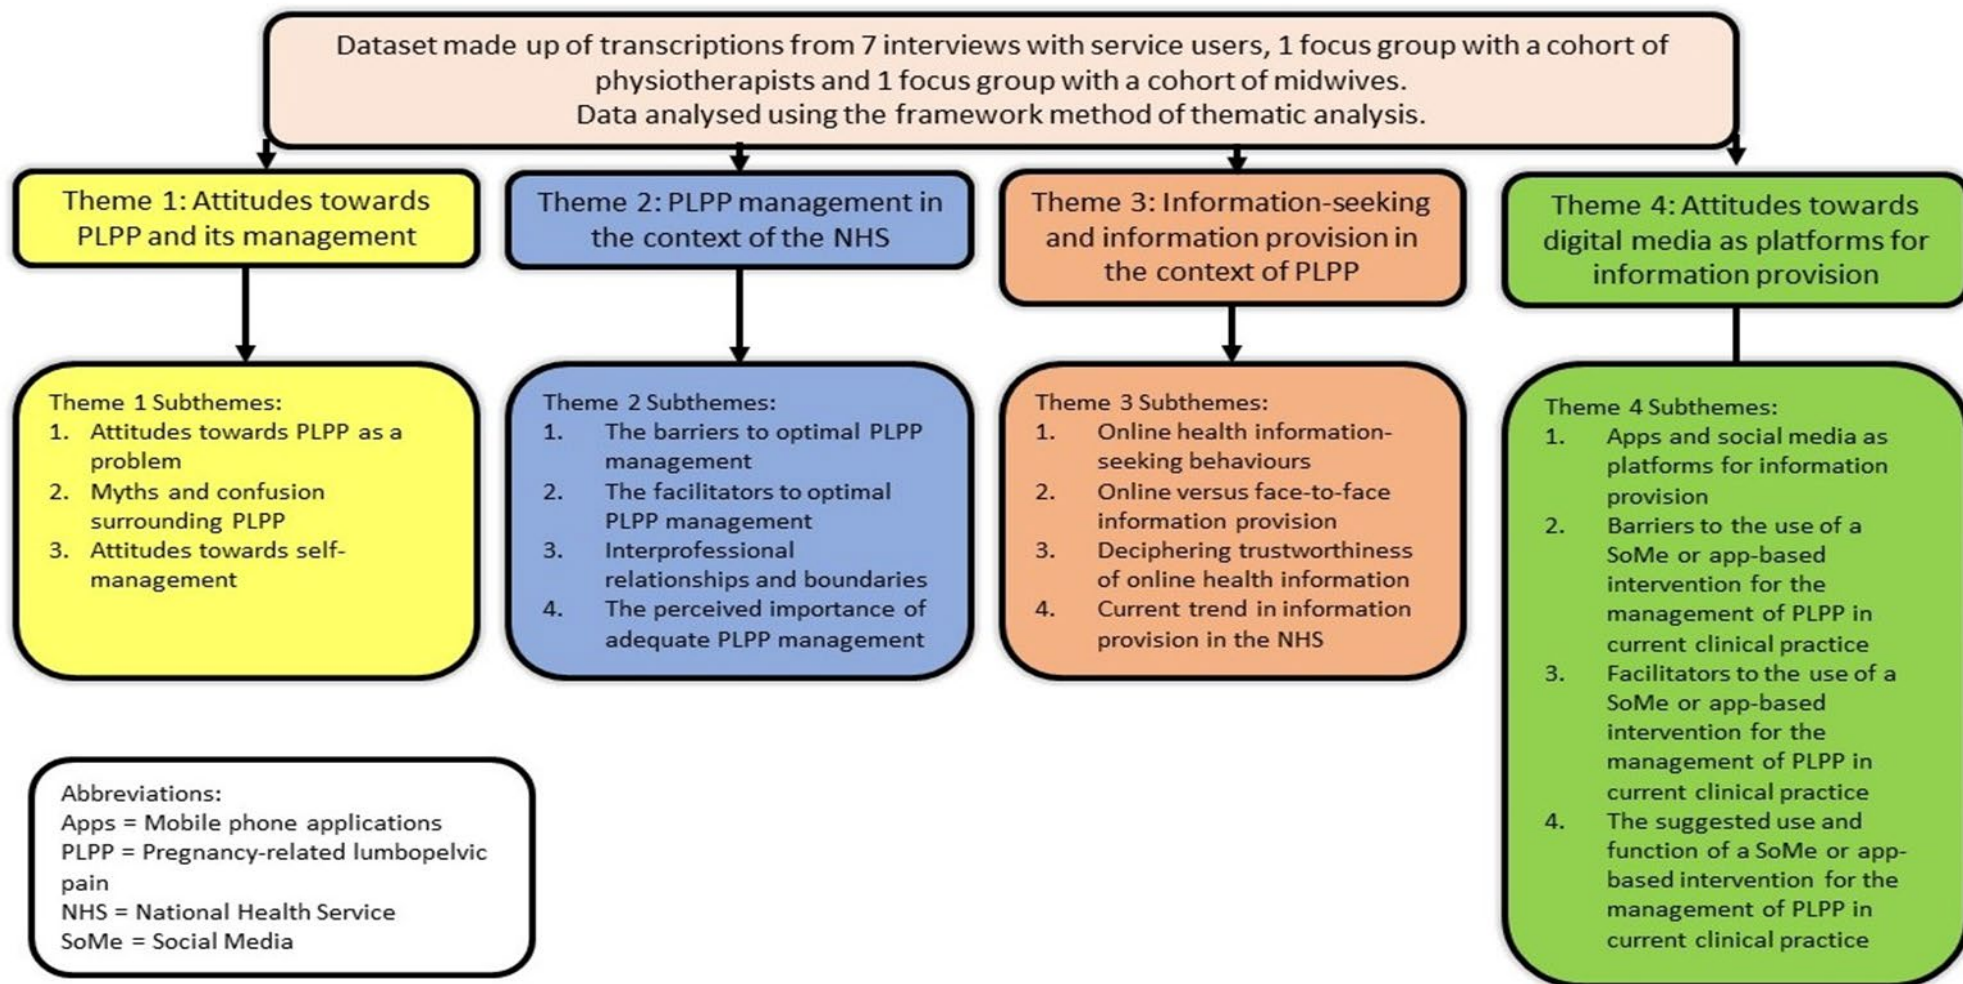 Dataset made up of transcriptions from 7 interviews with service users, 1 focus group with a cohort of
physiotherapists and 1 focus group with a cohort of midwives.
Data analysed using the framework method of thematic analysis.
Theme 1: Attitudes towards
PLPP and its management
Theme 2: PLPP management in
the context of the NHS
Theme 3: Information-seeking
and information provision in
the context of PLPP
Theme 4: Attitudes towards
digital media as platforms for
information provision
Theme 1 Subthemes:
1. Attitudes towards PLPP as a
problem
2. Myths and confusion
surrounding PLPP
3. Attitudes towards self-
management
Theme 2 Subthemes:
1. The barriers to optimal PLPP
management
2. The facilitators to optimal
PLPP management
3. Interprofessional
relationships and boundaries
4. The perceived importance of
adequate PLPP management
Theme 3 Subthemes:
1. Online health information-
seeking behaviours
2. Online versus face-to-face
information provision
3. Deciphering trustworthiness
of online health information
4. Current trend in information
provision in the NHS
Theme 4 Subthemes:
1. Apps and social media as
platforms for information
provision
2. Barriers to the use of a
SoMe or app-based
intervention for the
management of PLPP in
current clinical practice
3. Facilitators to the use of a
SoMe or app-based
intervention for the
management of PLPP in
current clinical practice
4. The suggested use and
function of a SoMe or app-
based intervention for the
management of PLPP in
current clinical practice
Abbreviations:
Apps = Mobile phone applications
PLPP = Pregnancy-related lumbopelvic
pain
NHS = National Health Service
SoMe = Social Media